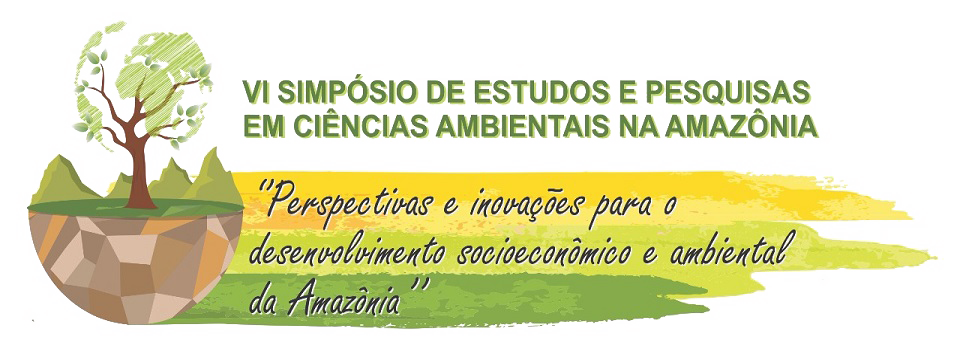 VI SIMPÓSIO DE ESTUDOS E PESQUISAS
EM CIÊNCIAS AMBIENTAIS NA AMAZÔNIA
"Perspectivas e inovações para o
desenvolvimento socioeconômico e ambiental
da Amazônia"